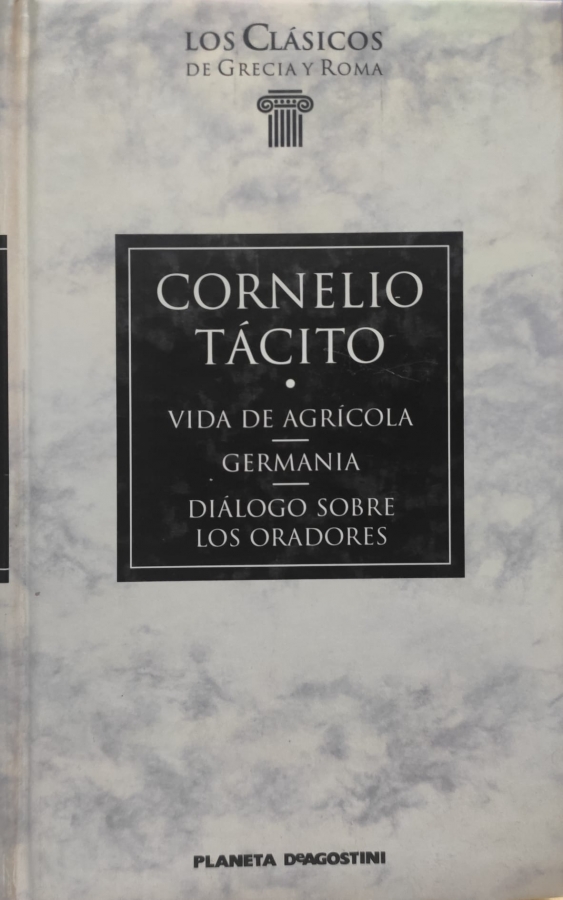 LOS CLÁSICOS
DE GRECIA Y ROMA
CORNELIO
TÁCITO
•
VIDA DE AGRÍCOLA
GERMANIA
DIÁLOGO SOBRE
LOS ORADORES
PLANETA DeAGOSTINI